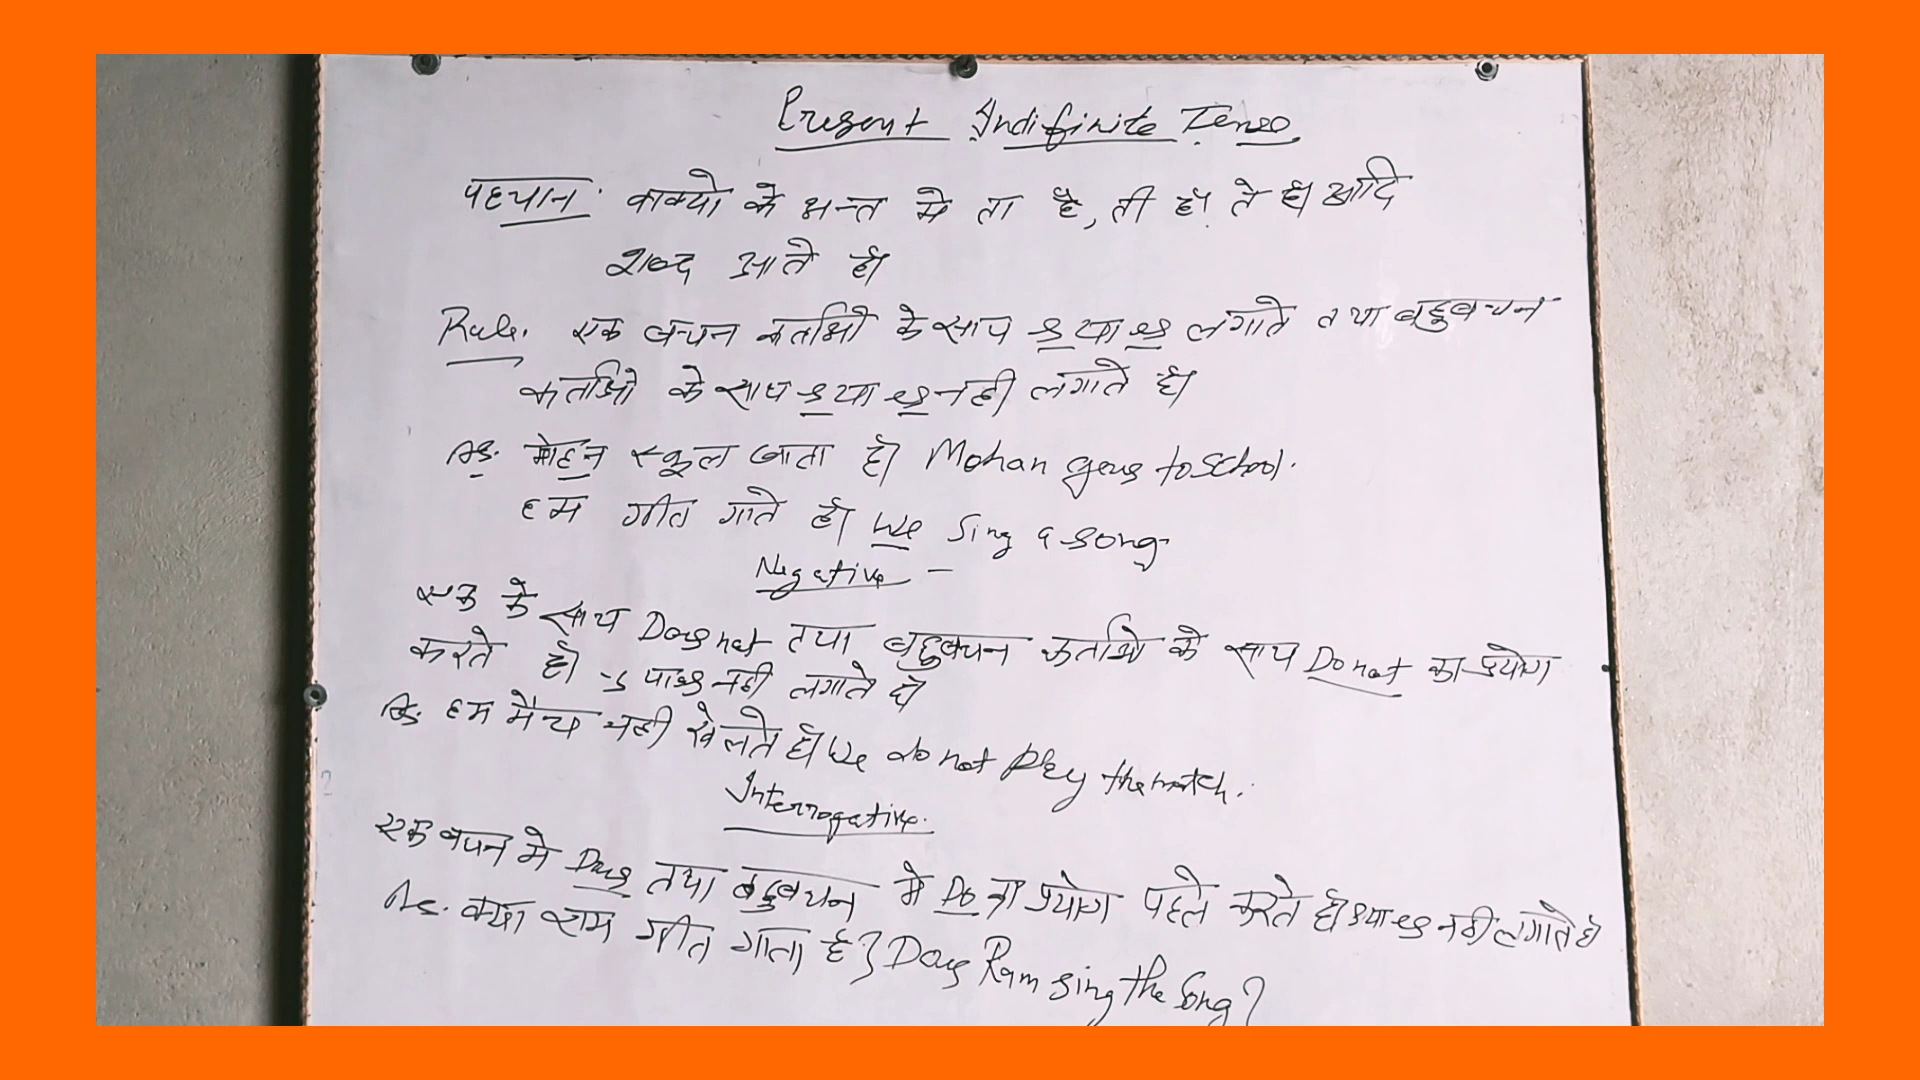 Present Indifinite Tense
पहचान: वाक्यो के अन्त मे ता है, ती है, ते है। आदि
शब्द आते है।
Rule. एक वचन कर्ताओ के साथ s या es लगाते तथा बहुवचन
कर्ताओ के साथ s या es नही लगाते है।
As. मोहन स्कूल जाता है। Mohan goes to School.
हम गीत गाते है। We Sing a song.
Negative -
एक के साथ Does not तथा बहुवचन कर्ताओ के साथ Do not का प्रयोग
करते है। s या es नही लगाते है।
As. हम मैच नही खेलते है। We do not play the match.
Interrogative.
एक वचन मे Does तथा बहुवचन मे Do का प्रयोग पहले करते है। s या es नही लगाते है
As. क्या राम गीत गाता है? Does Ram sing the Song?